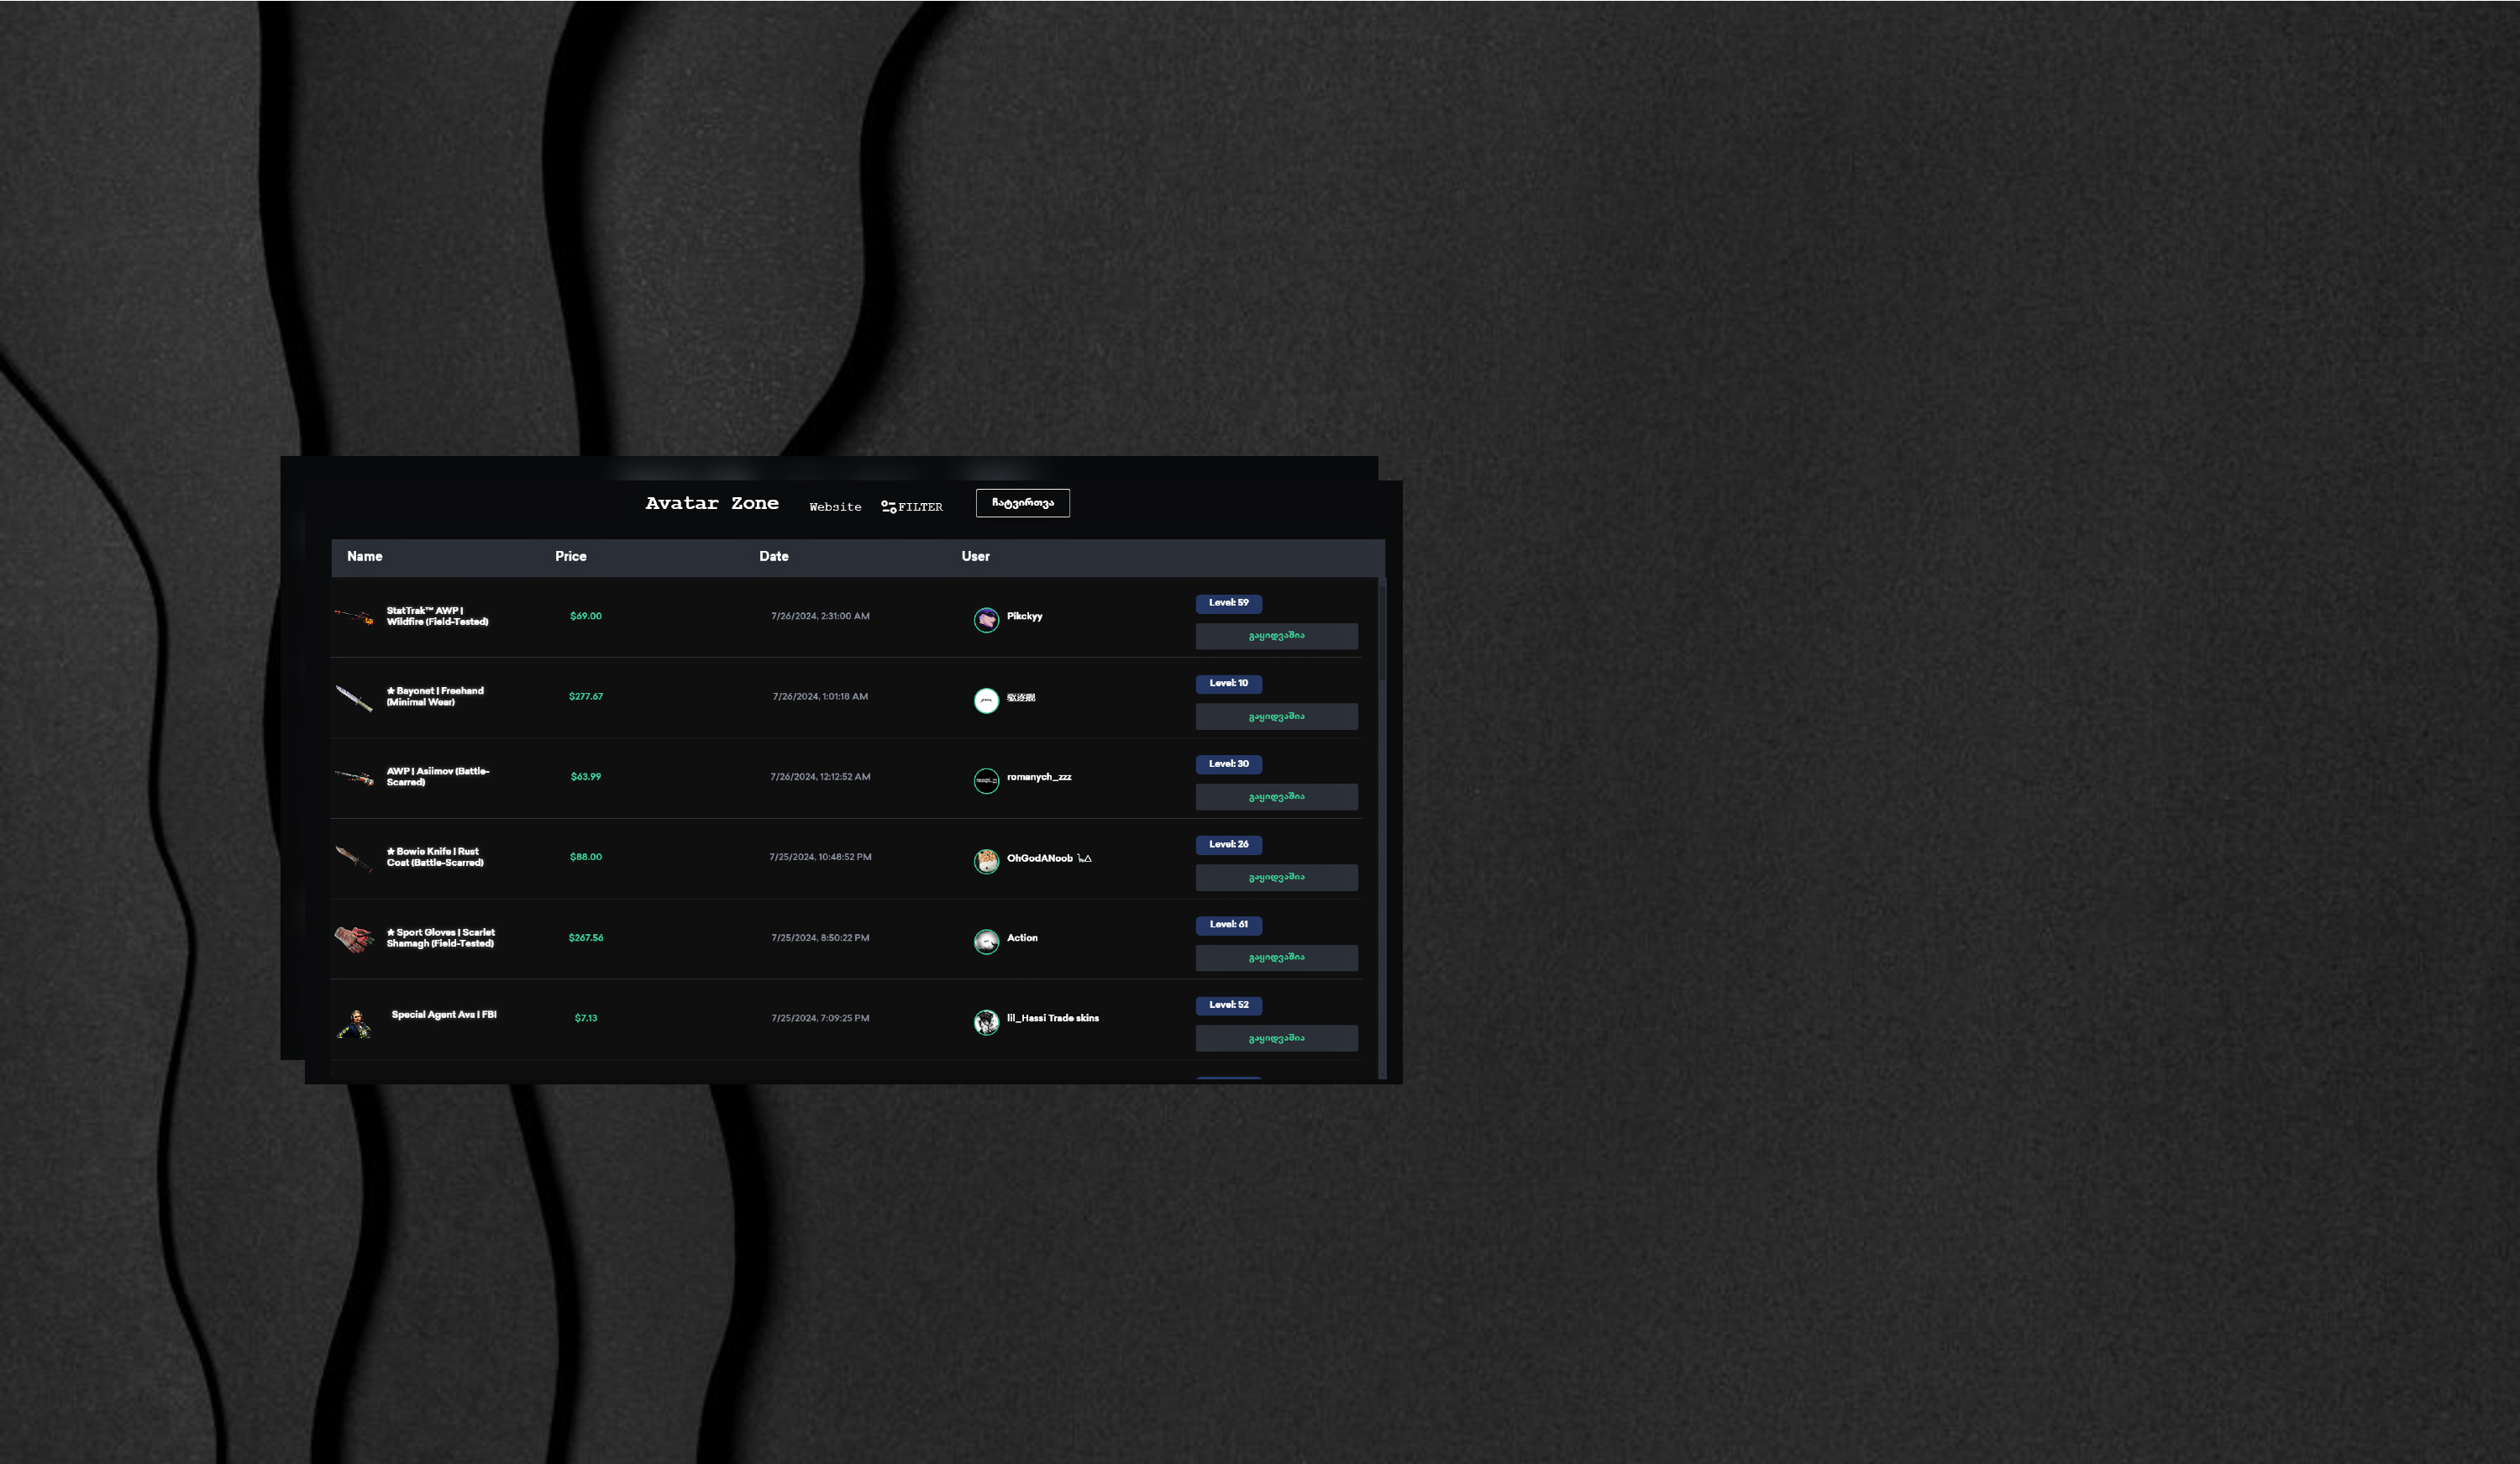 Avatar Zone Website FILTER ჩატვირთვა
Name Price Date User
StatTrak™ AWP |
Wildfire (Field-Tested)
$69.00
7/26/2024, 2:31:00 AM
Pikckyy
Level: 59
გაყიდვაშია
★ Bayonet | Freehand
(Minimal Wear)
$277.67
7/26/2024, 1:01:18 AM
Level: 10
გაყიდვაშია
AWP | Asiimov (Battle-
Scarred)
$63.99
7/26/2024, 12:12:52 AM
romanych_zzz
Level: 30
გაყიდვაშია
★ Bowie Knife | Rust
Coat (Battle-Scarred)
$88.00
7/25/2024, 10:48:52 PM
OhGodANoob
Level: 26
გაყიდვაშია
★ Sport Gloves | Scarlet
Shamagh (Field-Tested)
$267.56
7/25/2024, 8:50:22 PM
Action
Level: 61
გაყიდვაშია
Special Agent Ava | FBI
$7.13
7/25/2024, 7:09:25 PM
lil_Hassi Trade skins
Level: 52
გაყიდვაშია